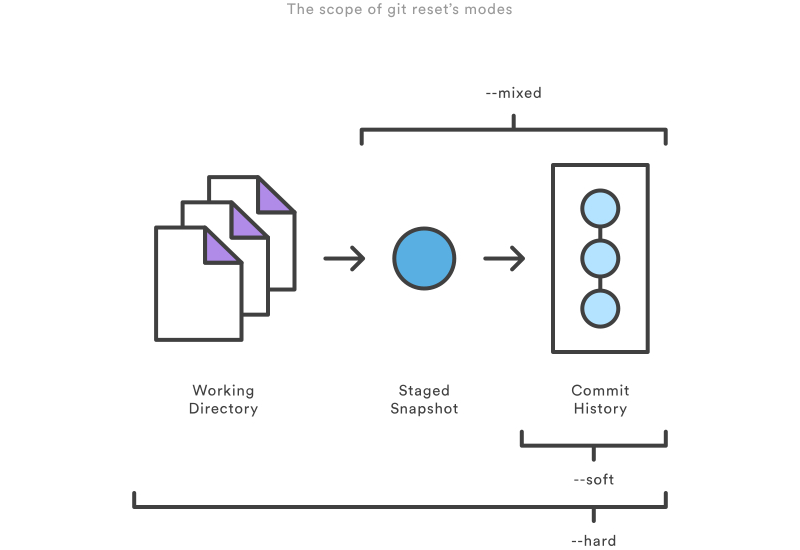 The scope of git reset’s modes
--mixed
Working
Directory
Staged
Snapshot
Commit
History
--soft
--hard